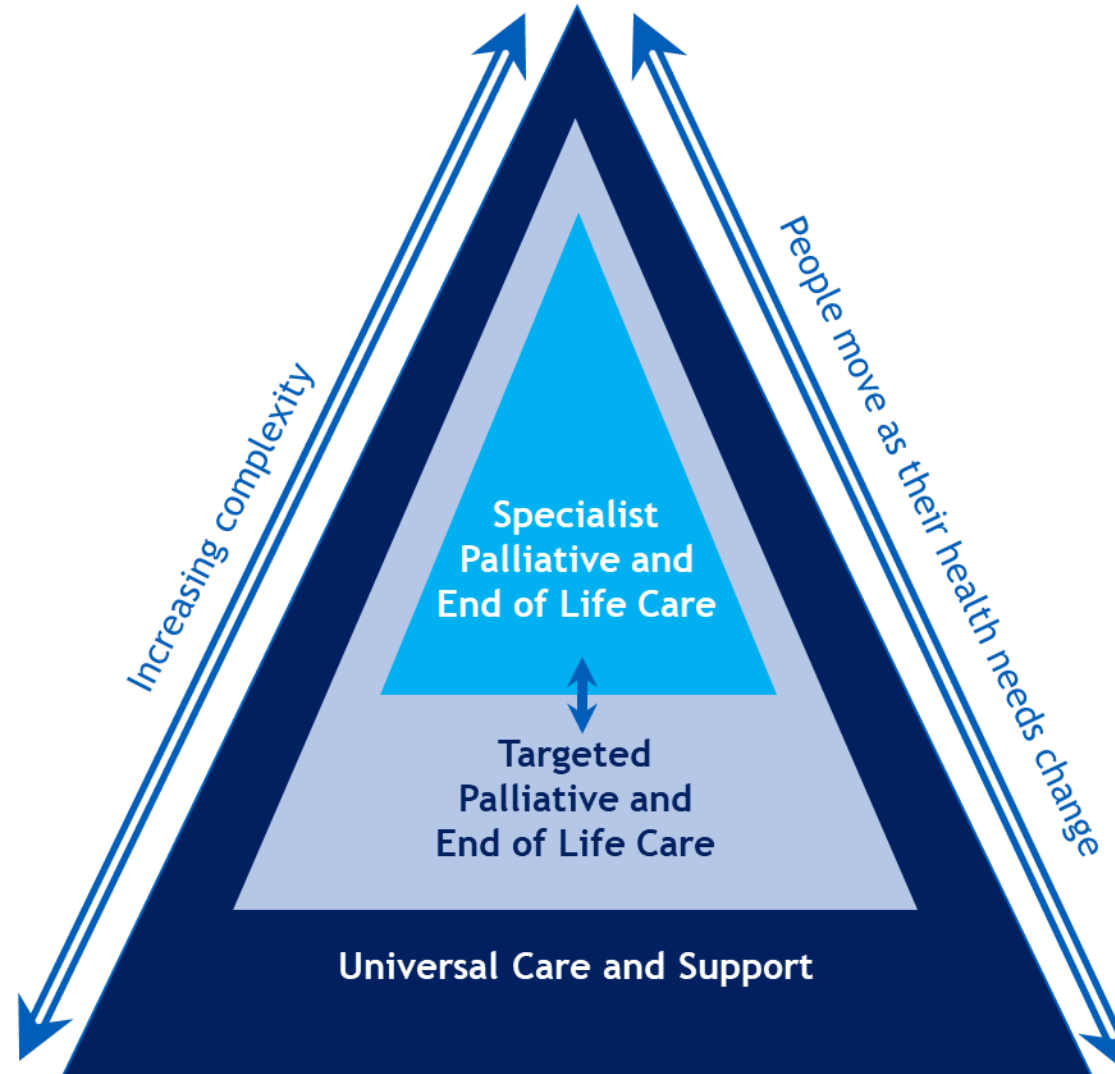 Increasing complexity
People move as their health needs change
Specialist
Palliative and
End of Life Care
Targeted
Palliative and
End of Life Care
Universal Care and Support